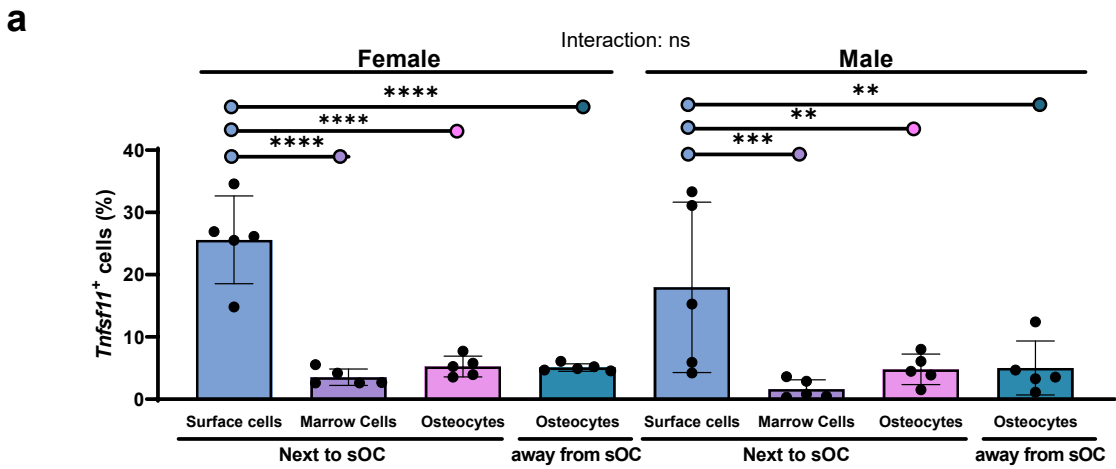 a
Interaction: ns
Female Male
**** **
**** **
**** ***
40
30
20
10
0
Tnfsf11+ cells (%)
Surface cells Marrow Cells Osteocytes Osteocytes Surface cells Marrow Cells Osteocytes Osteocytes
Next to sOC away from sOC Next to sOC away from sOC